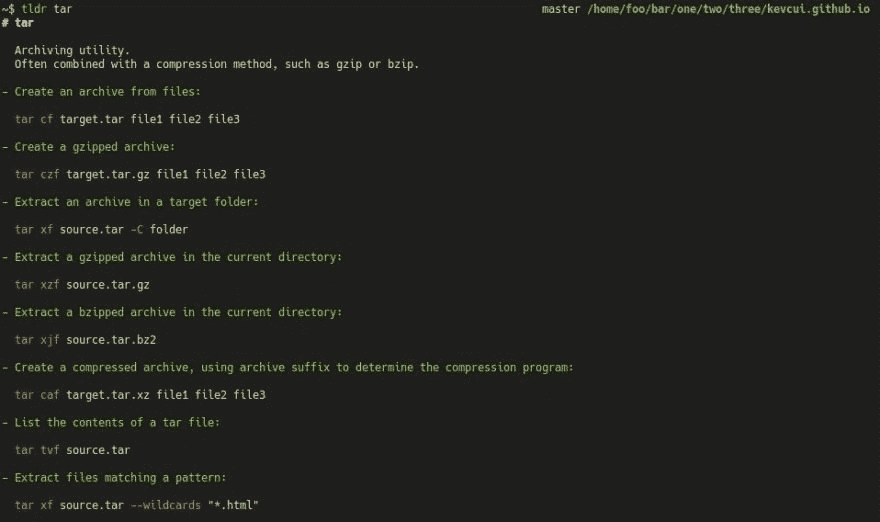 ~$ tldr tar master /home/foo/bar/one/two/three/kevcui.github.io
# tar
Archiving utility.
Often combined with a compression method, such as gzip or bzip.
- Create an archive from files:
tar cf target.tar file1 file2 file3
- Create a gzipped archive:
tar czf target.tar.gz file1 file2 file3
- Extract an archive in a target folder:
tar xf source.tar -C folder
- Extract a gzipped archive in the current directory:
tar xzf source.tar.gz
- Extract a bzipped archive in the current directory:
tar xjf source.tar.bz2
- Create a compressed archive, using archive suffix to determine the compression program:
tar caf target.tar.xz file1 file2 file3
- List the contents of a tar file:
tar tvf source.tar
- Extract files matching a pattern:
tar xf source.tar --wildcards "*.html"